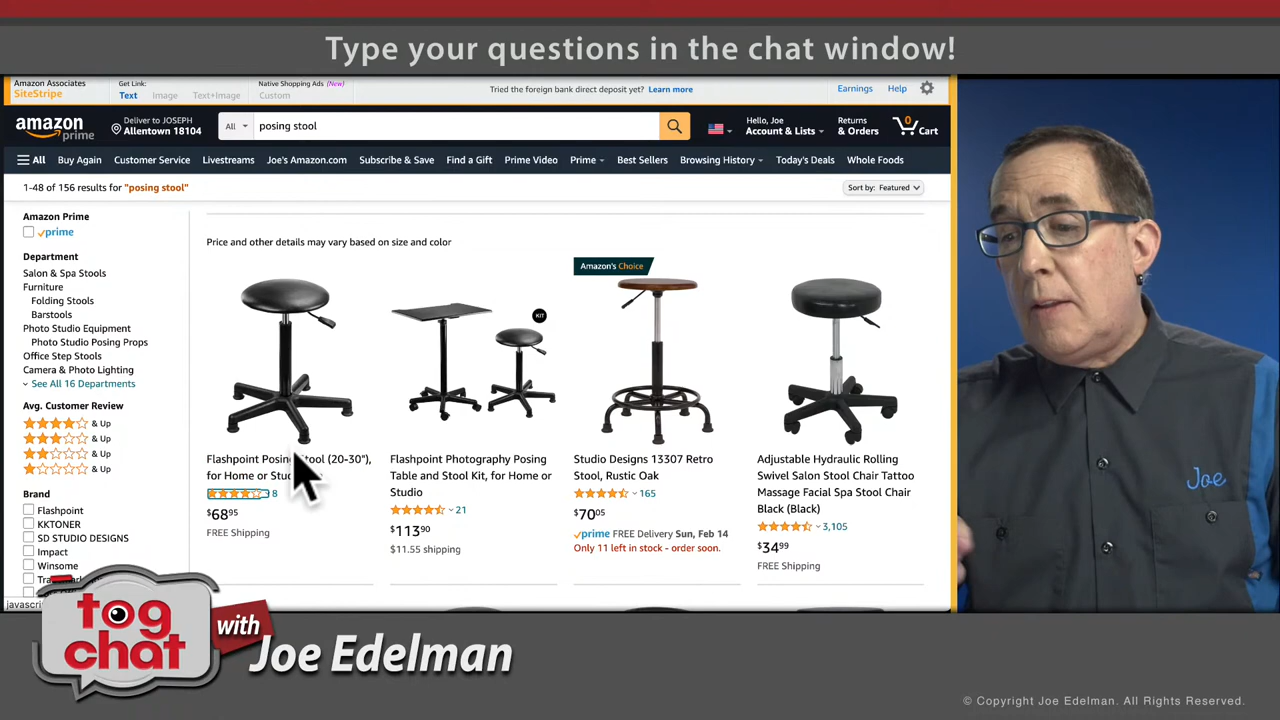 Type your questions in the chat window!
Amazon Associates
SiteStripe
Get Link:
Text Image Text+Image
Native Shopping Ads (New)
Custom
Tried the foreign bank direct deposit yet? Learn more
Earnings Help
amazon prime
Deliver to JOSEPH
Allentown 18104
All posing stool
Hello, Joe
Account & Lists
Returns
& Orders
0
Cart
All Buy Again Customer Service Livestreams Joe's Amazon.com Subscribe & Save Find a Gift Prime Video Prime Best Sellers Browsing History Today's Deals Whole Foods
1-48 of 156 results for "posing stool"
Sort by: Featured
Amazon Prime
prime
Department
Salon & Spa Stools
Furniture
Folding Stools
Barstools
Photo Studio Equipment
Photo Studio Posing Props
Office Step Stools
Camera & Photo Lighting
See All 16 Departments
Avg. Customer Review
& Up
& Up
& Up
& Up
Brand
Flashpoint
KKTONER
SD STUDIO DESIGNS
Impact
Winsome
Price and other details may vary based on size and color
Flashpoint Posing Stool (20-30"),
for Home or
8
$6895
FREE Shipping
KIT
Flashpoint Photography Posing
Table and Stool Kit, for Home or
Studio
21
$11390
$11.55 shipping
Amazon's Choice
Studio Designs 13307 Retro
Stool, Rustic Oak
165
$7005
prime FREE Delivery Sun, Feb 14
Only 11 left in stock - order soon.
Adjustable Hydraulic Rolling
Swivel Salon Stool Chair Tattoo
Massage Facial Spa Stool Chair
Black (Black)
3,105
$3499
FREE Shipping
Joe
javasc
tog
chat
with
Joe Edelman
© Copyright Joe Edelman. All Rights Reserved.